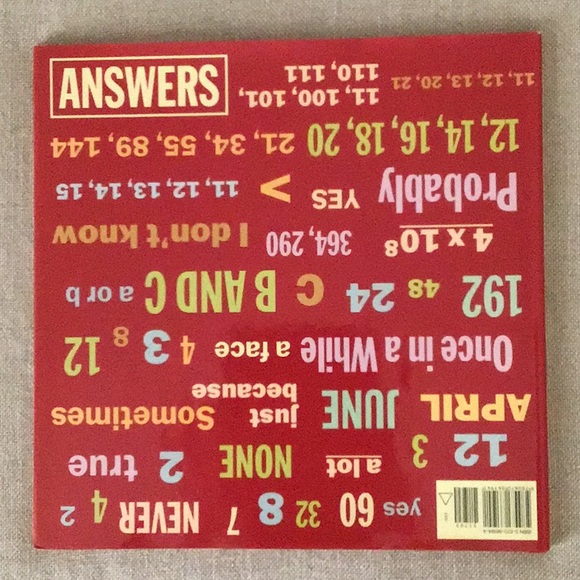 ANSWERS
yes 60 32 8 7 NEVER 4 2
12 3 a lot NONE 2 true
APRIL JUNE just because Sometimes
Once in a While a face 4 3 8 12
192 48 24 C B AND C a or b
4 x 10⁸ 364,290 I don't know
Probably YES < 11, 12, 13, 14, 15
12, 14, 16, 18, 20 21, 34, 55, 89, 144
11, 12, 13, 20, 21 11, 100, 101,
110, 111